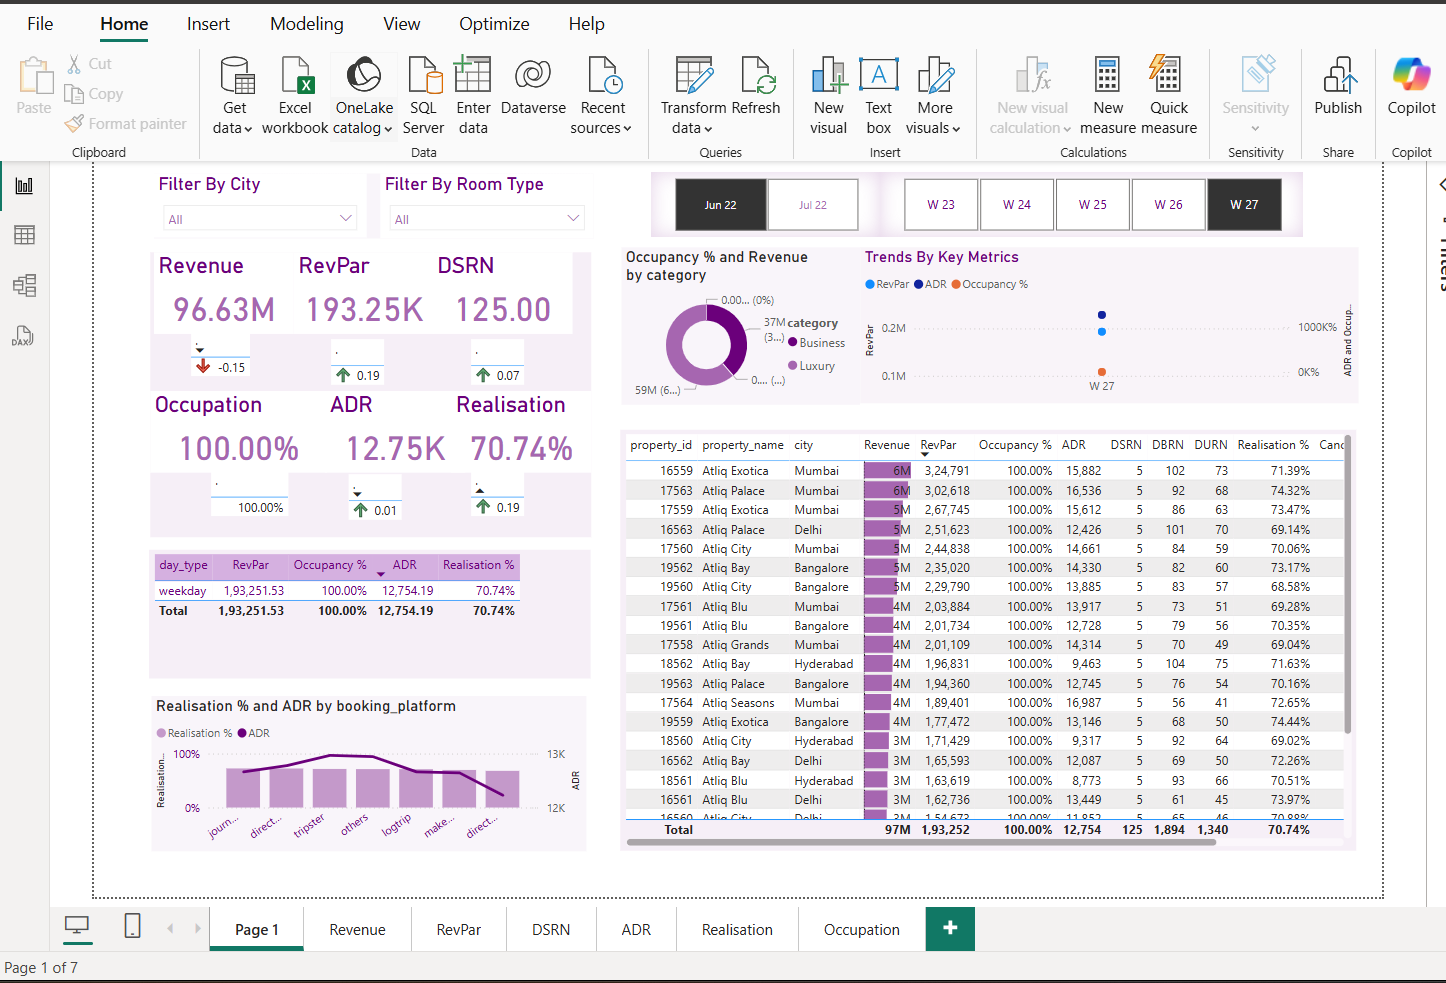 File Home Insert Modeling View Optimize Help
Paste
Cut
Copy
Format painter
Clipboard
Get data
Excel workbook
OneLake catalog
SQL Server
Enter data
Dataverse
Recent sources
Data
Transform data
Refresh
Queries
New visual
Text box
More visuals
Insert
New visual calculation
New measure
Quick measure
Calculations
Sensitivity
Sensitivity
Publish
Share
Copilot
Copilot
Filter By City
All
Filter By Room Type
All
Jun 22 Jul 22
W 23 W 24 W 25 W 26 W 27
Filters
Revenue RevPar DSRN
96.63M 193.25K 125.00
-0.15 0.19 0.07
Occupation ADR Realisation
100.00% 12.75K 70.74%
100.00% 0.01 0.19
Occupancy % and Revenue
by category
0.00... (0%)
37M
(3...)
0.... (...)
59M (6...)
category
Business
Luxury
Trends By Key Metrics
RevPar ADR Occupancy %
RevPar
0.2M
0.1M
1000K%
0K%
ADR and Occup...
W 27
day_type RevPar Occupancy % ADR Realisation %
weekday 1,93,251.53 100.00% 12,754.19 70.74%
Total 1,93,251.53 100.00% 12,754.19 70.74%
Realisation % and ADR by booking_platform
Realisation % ADR
Realisation...
100%
0%
13K
12K
ADR
journ... direct... tripster others logtrip make... direct...
property_id property_name city Revenue RevPar Occupancy % ADR DSRN DBRN DURN Realisation % Canc
16559 Atliq Exotica Mumbai 6M 3,24,791 100.00% 15,882 5 102 73 71.39%
17563 Atliq Palace Mumbai 6M 3,02,618 100.00% 16,536 5 92 68 74.32%
17559 Atliq Exotica Mumbai 5M 2,67,745 100.00% 15,612 5 86 63 73.47%
16563 Atliq Palace Delhi 5M 2,51,623 100.00% 12,426 5 101 70 69.14%
17560 Atliq City Mumbai 5M 2,44,838 100.00% 14,661 5 84 59 70.06%
19562 Atliq Bay Bangalore 5M 2,35,020 100.00% 14,330 5 82 60 73.17%
19560 Atliq City Bangalore 5M 2,29,790 100.00% 13,885 5 83 57 68.58%
17561 Atliq Blu Mumbai 4M 2,03,884 100.00% 13,917 5 73 51 69.28%
19561 Atliq Blu Bangalore 4M 2,01,734 100.00% 12,728 5 79 56 70.35%
17558 Atliq Grands Mumbai 4M 2,01,109 100.00% 14,314 5 70 49 69.04%
18562 Atliq Bay Hyderabad 4M 1,96,831 100.00% 9,463 5 104 75 71.63%
19563 Atliq Palace Bangalore 4M 1,94,360 100.00% 12,745 5 76 54 70.16%
17564 Atliq Seasons Mumbai 4M 1,89,401 100.00% 16,987 5 56 41 72.65%
19559 Atliq Exotica Bangalore 4M 1,77,472 100.00% 13,146 5 68 50 74.44%
18560 Atliq City Hyderabad 3M 1,71,429 100.00% 9,317 5 92 64 69.02%
16562 Atliq Bay Delhi 3M 1,65,593 100.00% 12,087 5 69 50 72.26%
18561 Atliq Blu Hyderabad 3M 1,63,619 100.00% 8,773 5 93 66 70.51%
16561 Atliq Blu Delhi 3M 1,62,736 100.00% 13,449 5 61 45 73.97%
Total 97M 1,93,252 100.00% 12,754 125 1,894 1,340 70.74%
Page 1 Revenue RevPar DSRN ADR Realisation Occupation
Page 1 of 7